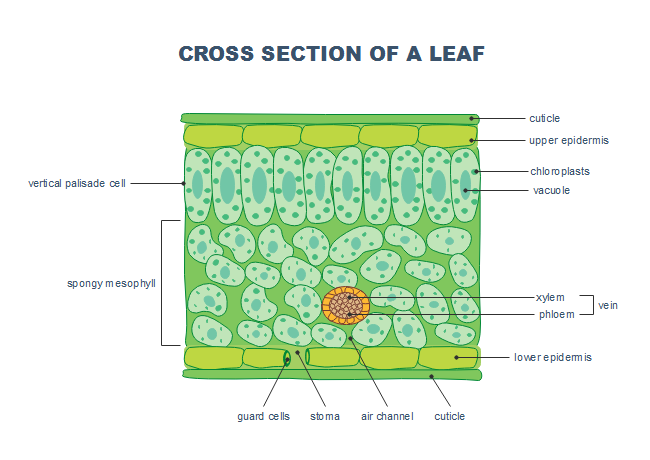 CROSS SECTION OF A LEAF
cuticle
upper epidermis
chloroplasts
vertical palisade cell
vacuole
spongy mesophyll
xylem
vein
phloem
lower epidermis
guard cells
stoma
air channel
cuticle